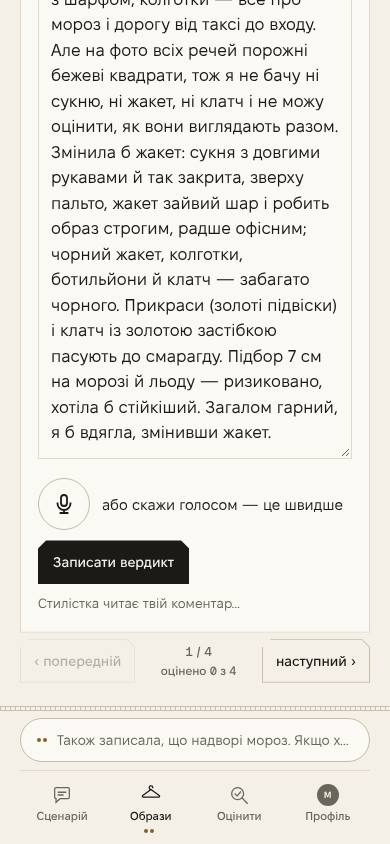 з шарфом, колготки — все про
мороз і дорогу від таксі до входу.
Але на фото всіх речей порожні
бежеві квадрати, тож я не бачу ні
сукню, ні жакет, ні клатч і не можу
оцінити, як вони виглядають разом.
Змінила б жакет: сукня з довгими
рукавами й так закрита, зверху
пальто, жакет зайвий шар і робить
образ строгим, радше офісним;
чорний жакет, колготки,
ботильйони й клатч — забагато
чорного. Прикраси (золоті підвіски)
і клатч із золотою застібкою
пасують до смарагду. Підбор 7 см
на морозі й льоду — ризиковано,
хотіла б стійкіший. Загалом гарний,
я б вдягла, змінивши жакет.
або скажи голосом — це швидше
Записати вердикт
Стилістка читає твій коментар…
‹ попередній
1 / 4
оцінено 0 з 4
наступний ›
Також записала, що надворі мороз. Якщо х…
Сценарій
Образи
Оцінити
М
Профіль